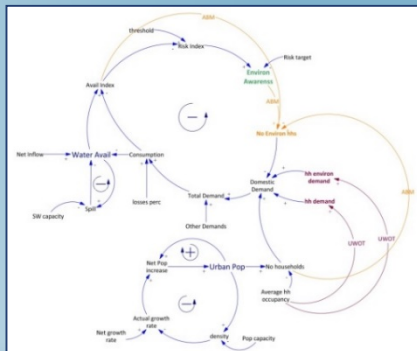 ABM
threshold
Risk Index
Risk target
Avail Index
Environ
Awarenss
ABM
No Environ hhs
Net Inflow
Water Avail
Consumption
Domestic
Demand
hh environ
demand
ABM
Total Demand
hh demand
SW capacity
Spill
losses perc
Other Demands
UWOT
UWOT
Net Pop
increase
Urban Pop
No households
Average hh
occupancy
Actual growth
rate
Net growth
rate
density
Pop capacity